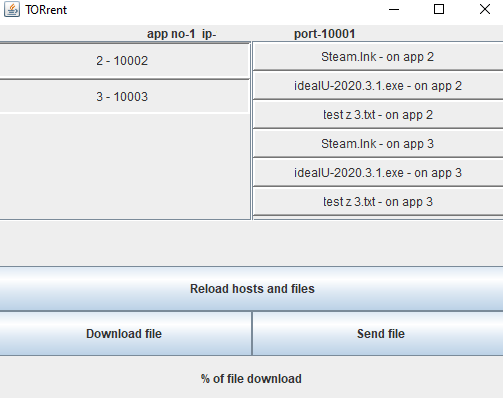 TORrent
app no-1 ip- port-10001
2 - 10002
3 - 10003
Steam.lnk - on app 2
idealU-2020.3.1.exe - on app 2
test z 3.txt - on app 2
Steam.lnk - on app 3
idealU-2020.3.1.exe - on app 3
test z 3.txt - on app 3
Reload hosts and files
Download file
Send file
% of file download